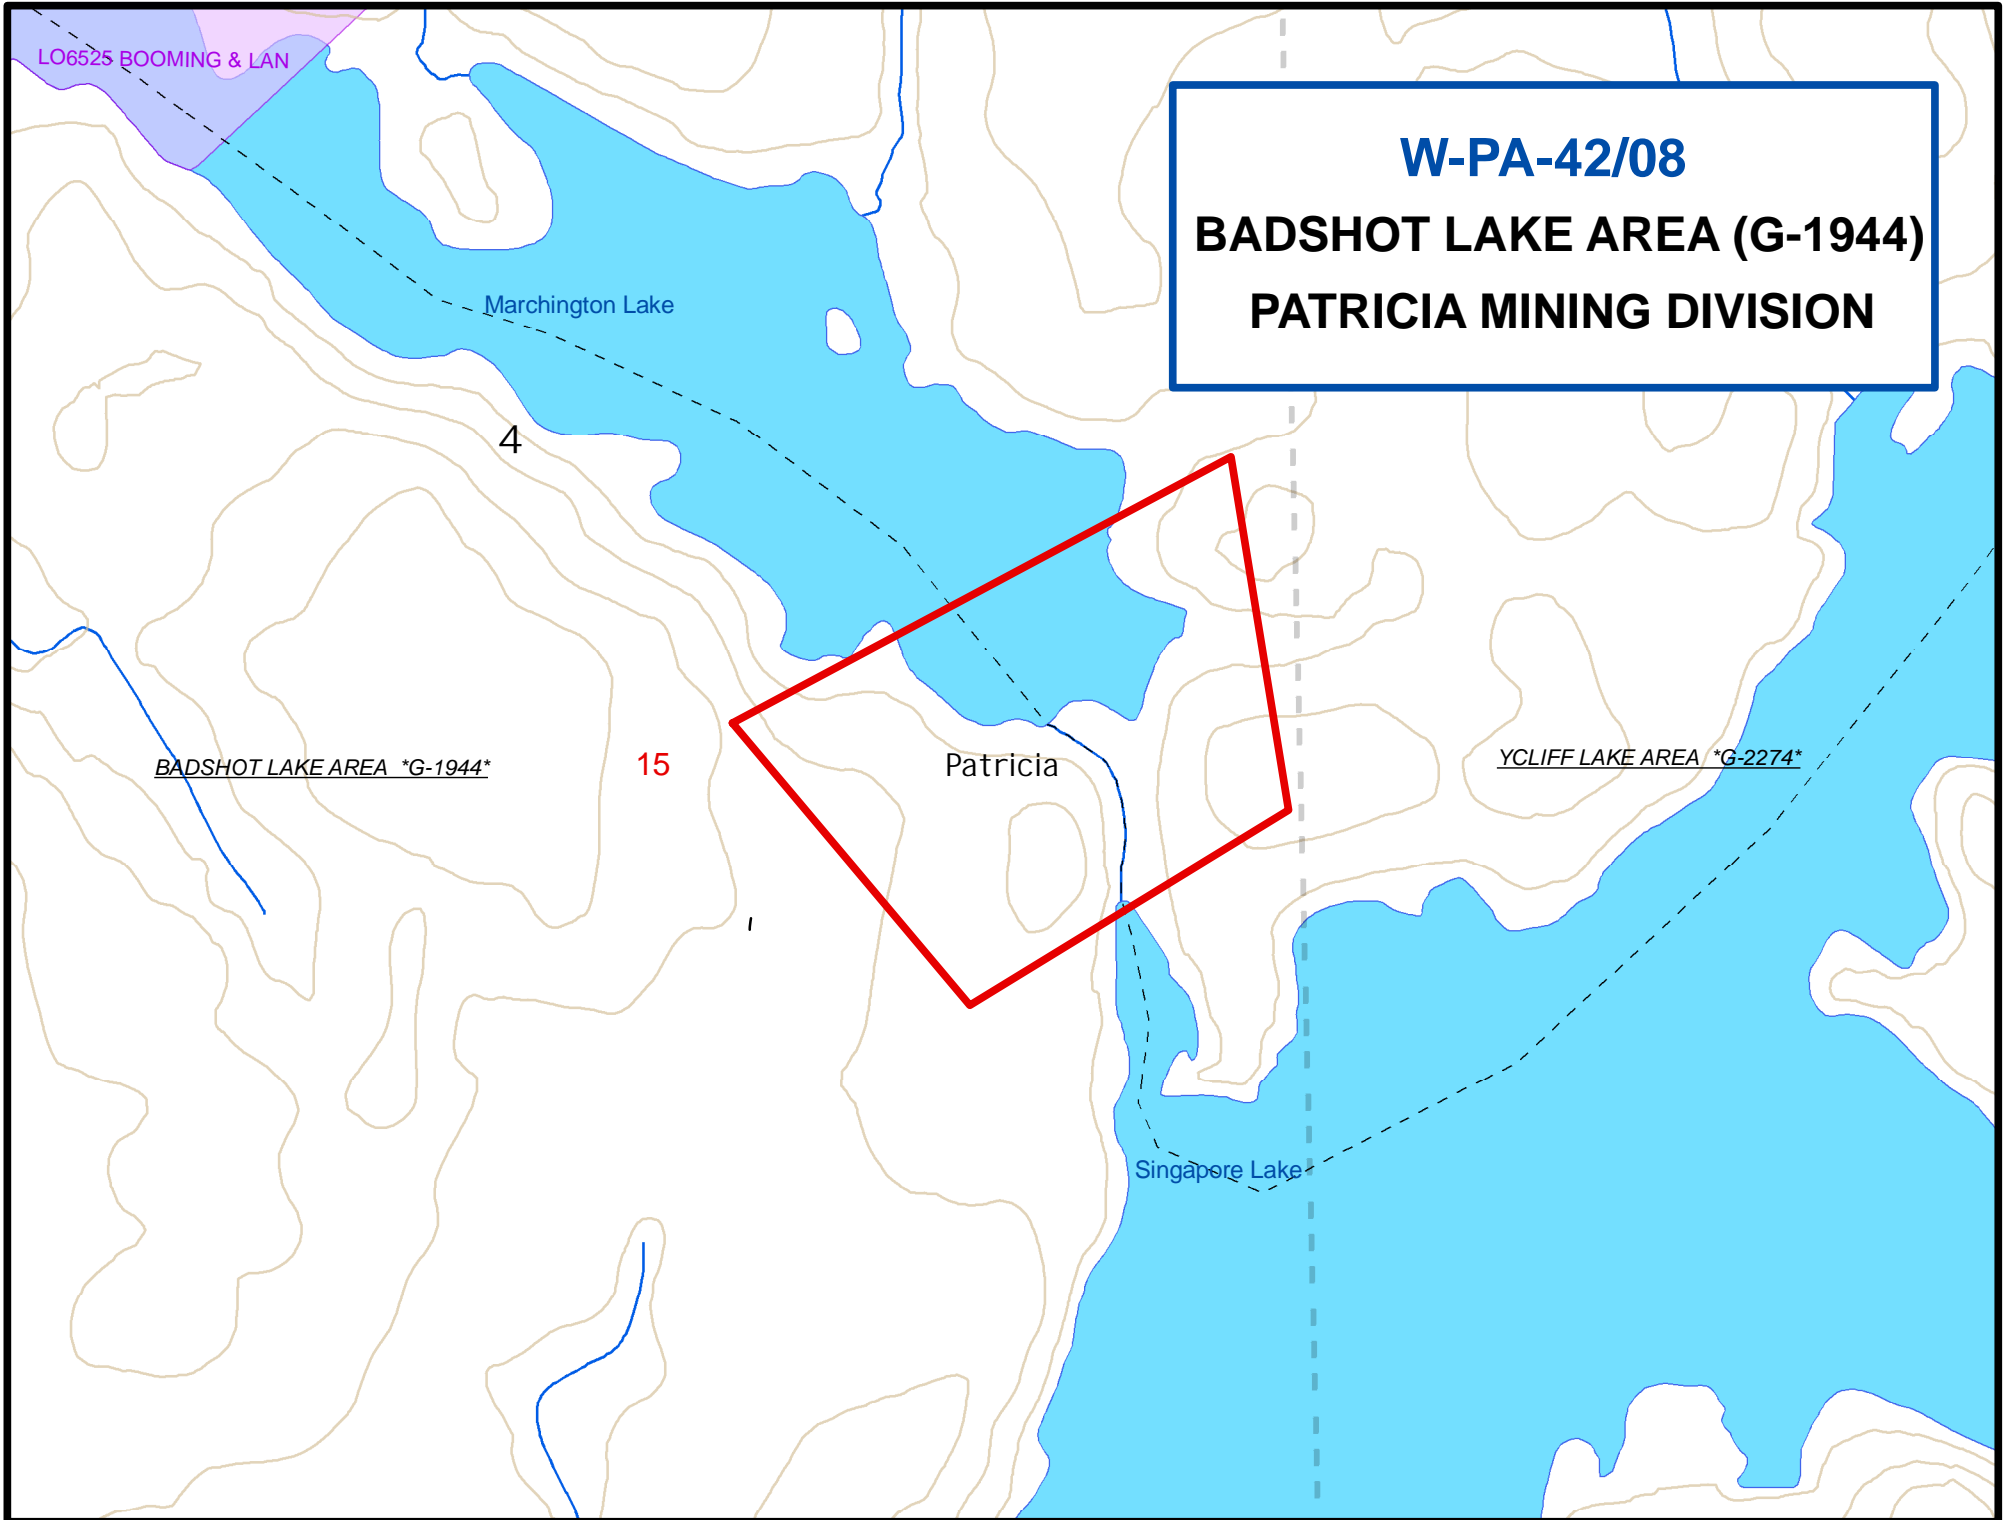 LO6525 BOOMING & LAN
W-PA-42/08
BADSHOT LAKE AREA (G-1944)
PATRICIA MINING DIVISION
Marchington Lake
4
BADSHOT LAKE AREA *G-1944*
15
Patricia
YCLIFF LAKE AREA *G-2274*
Singapore Lake